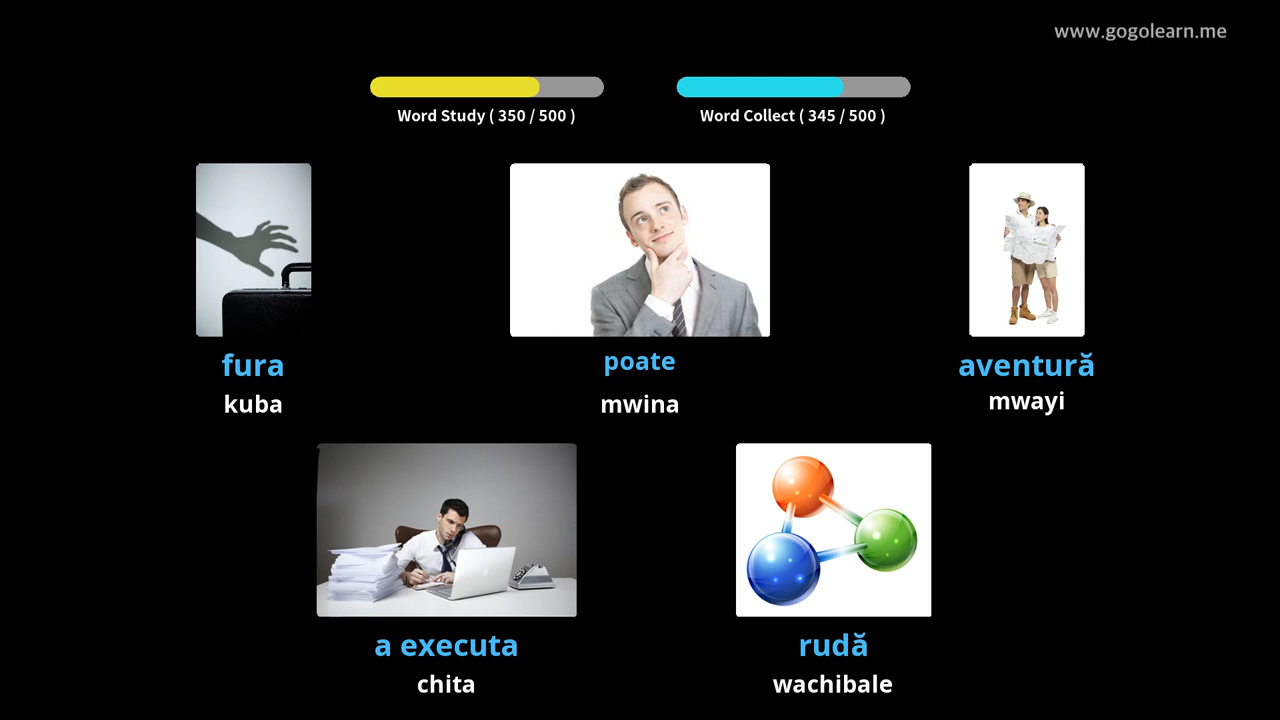 www.gogolearn.me
Word Study ( 350 / 500 )
Word Collect ( 345 / 500 )
fura
kuba
poate
mwina
aventură
mwayi
a executa
chita
rudă
wachibale